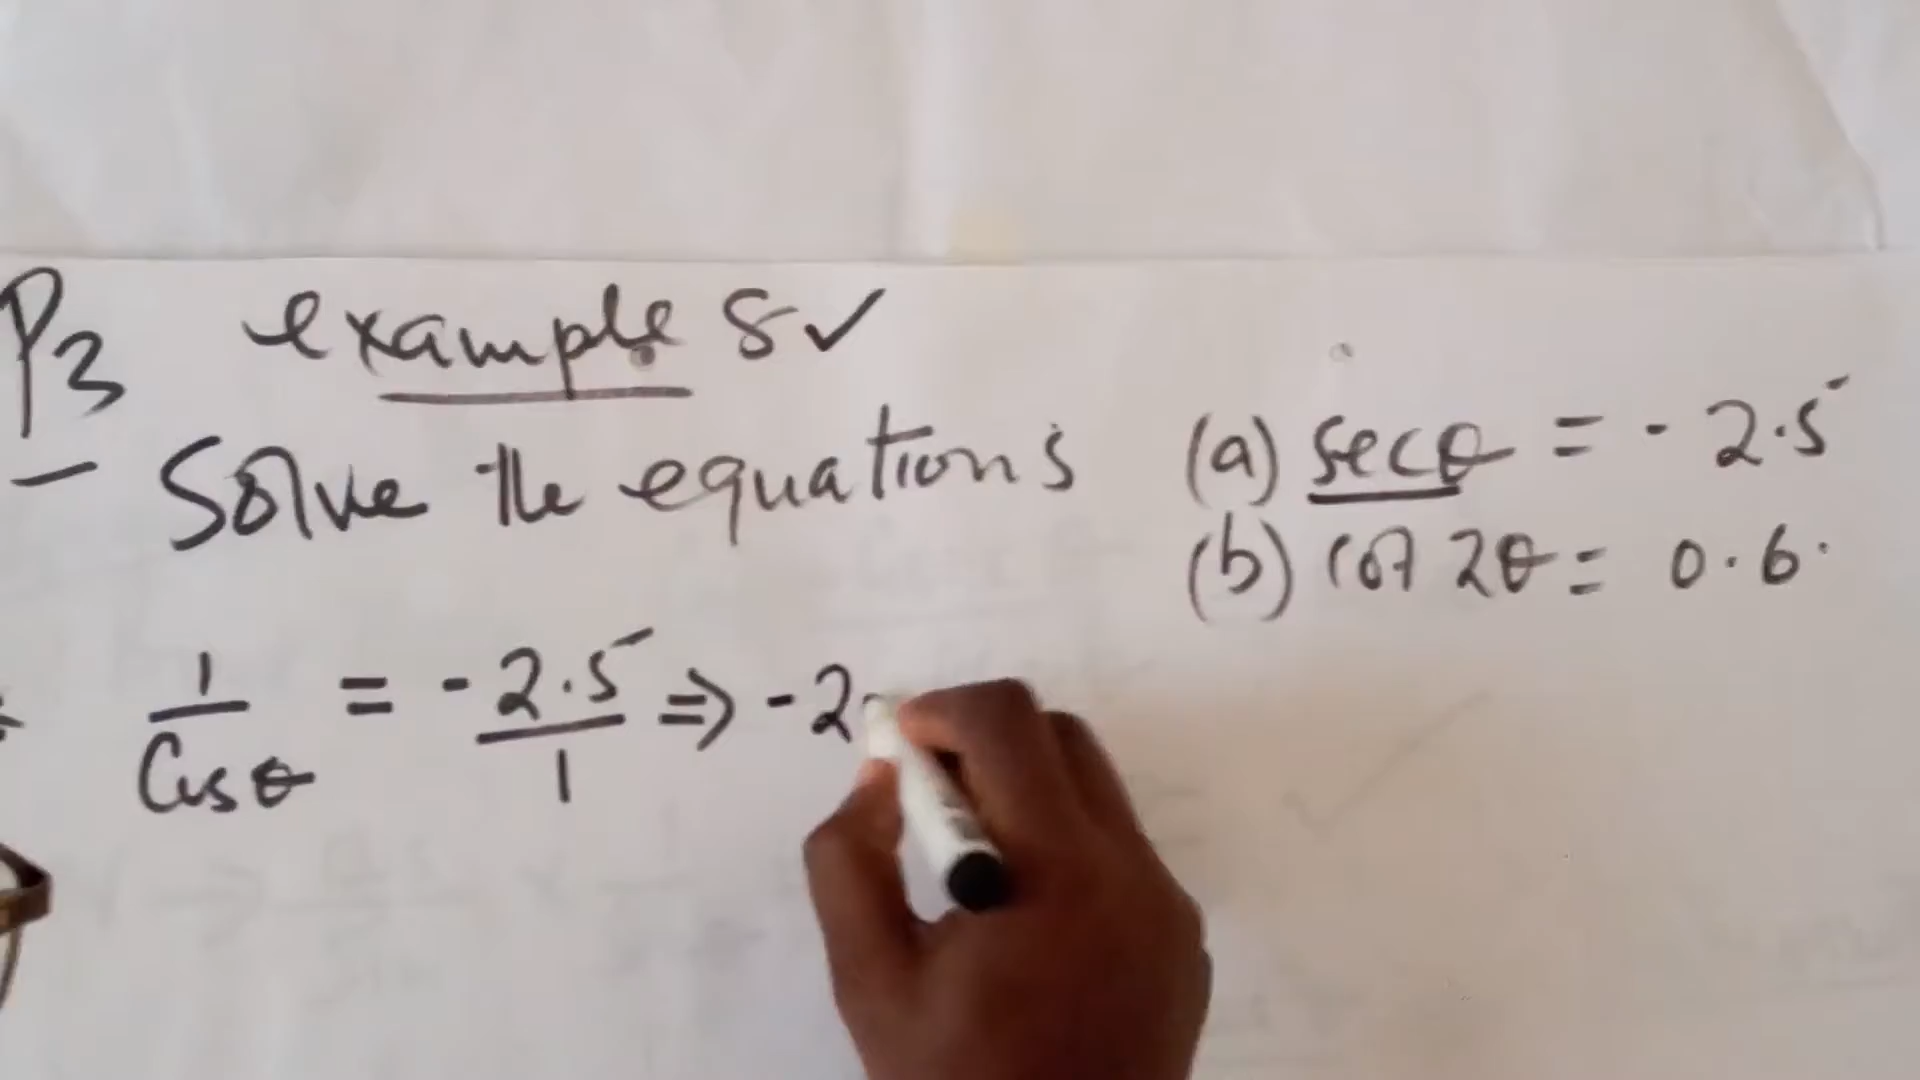 P3 example 8✓
Solve the equations (a) secθ = -2.5
(b) cot 2θ = 0.6.
1/Cosθ = -2.5/1 ⇒ -2.